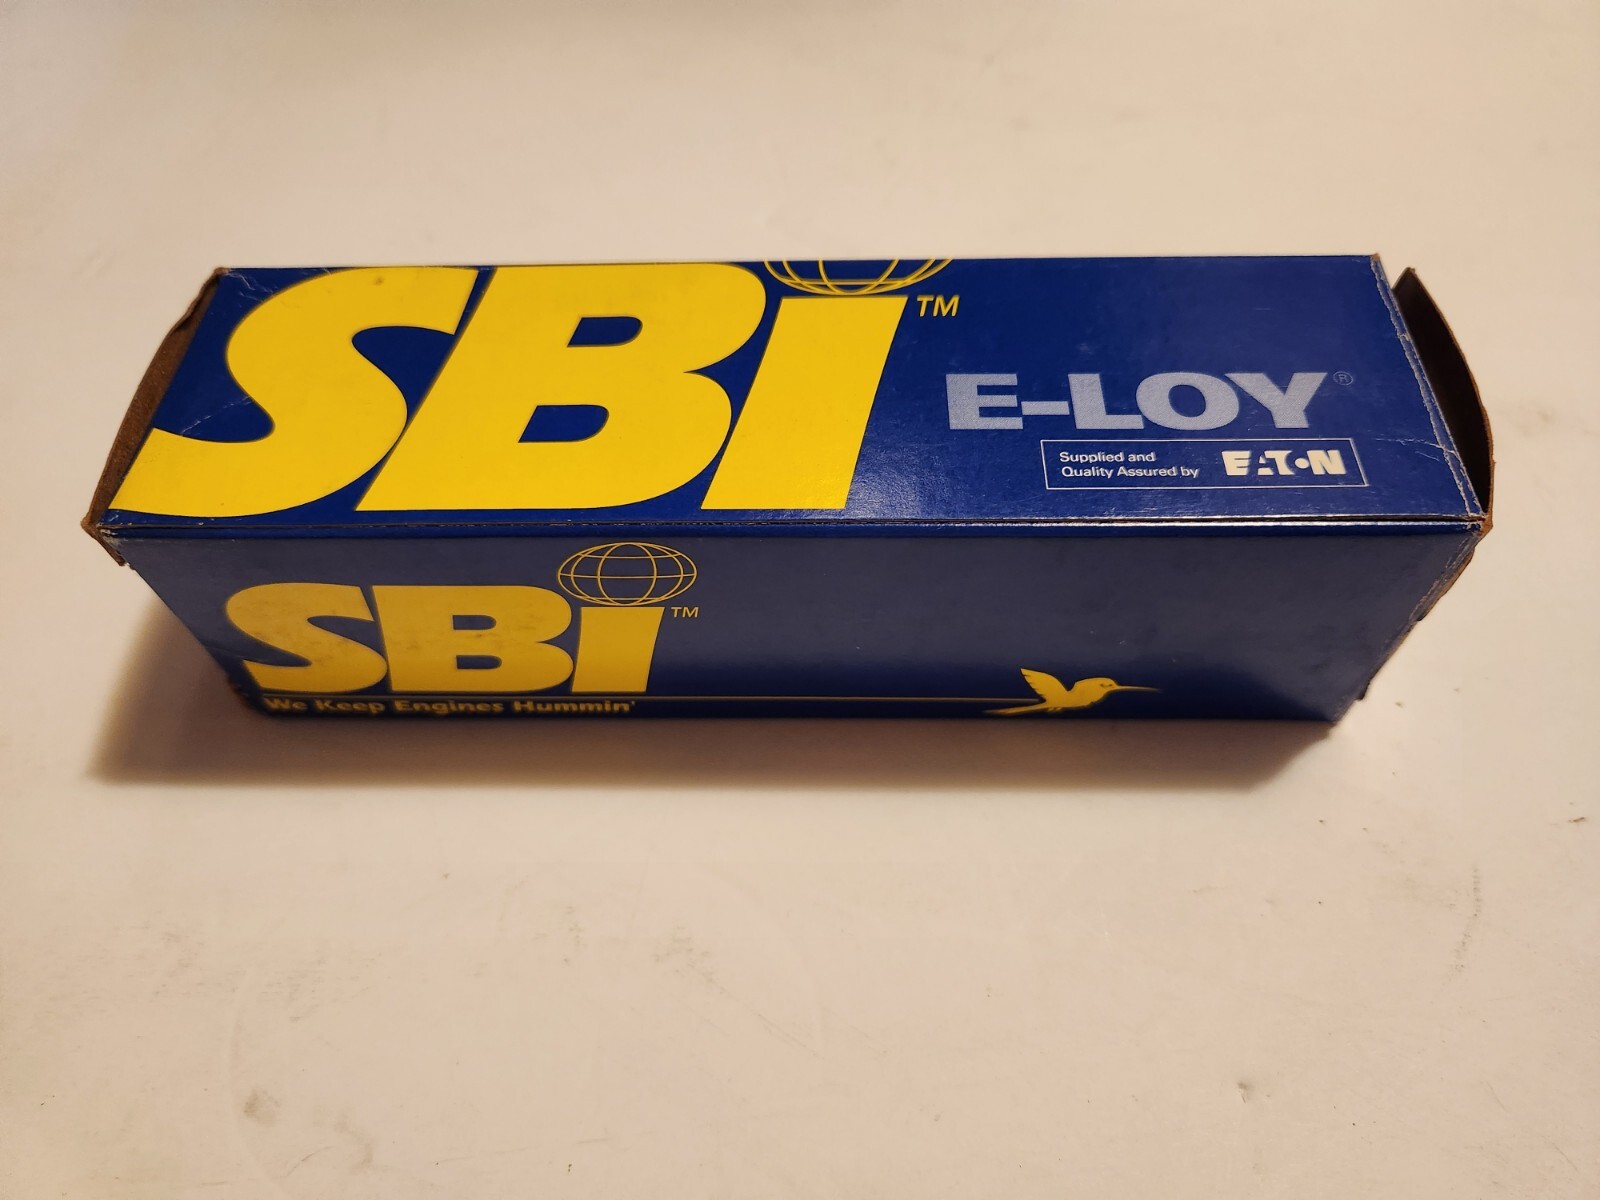 SBi™
E-LOY®
Supplied and
Quality Assured by
EATON
SBi™
We Keep Engines Hummin'